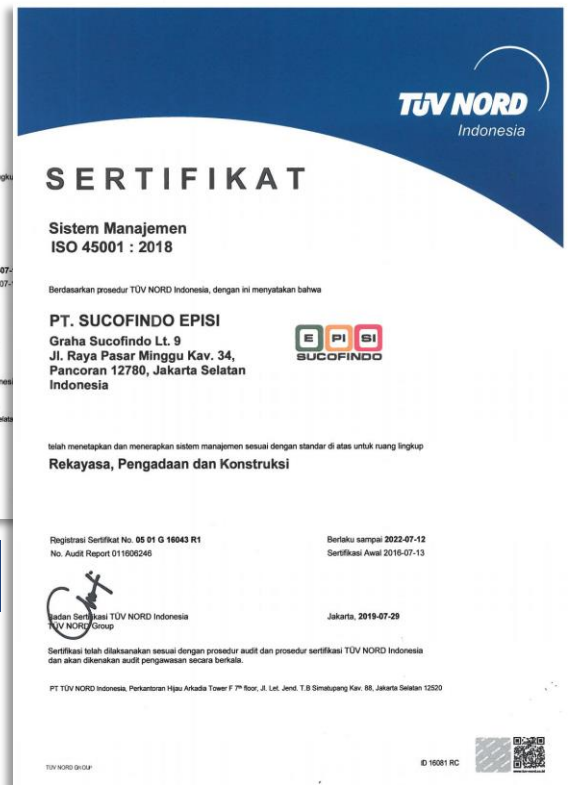 TÜV NORD
Indonesia
SERTIFIKAT
Sistem Manajemen
ISO 45001 : 2018
Berdasarkan prosedur TÜV NORD Indonesia, dengan ini menyatakan bahwa
PT. SUCOFINDO EPISI
Graha Sucofindo Lt. 9
Jl. Raya Pasar Minggu Kav. 34,
Pancoran 12780, Jakarta Selatan
Indonesia
E PI SI
SUCOFINDO
telah menetapkan dan menerapkan sistem manajemen sesuai dengan standar di atas untuk ruang lingkup
Rekayasa, Pengadaan dan Konstruksi
Registrasi Sertifikat No. 05 01 G 16043 R1
No. Audit Report 011606246
Berlaku sampai 2022-07-12
Sertifikasi Awal 2016-07-13
Badan Sertifikasi TÜV NORD Indonesia
TÜV NORD Group
Jakarta, 2019-07-29
Sertifikasi telah dilaksanakan sesuai dengan prosedur audit dan prosedur sertifikasi TÜV NORD Indonesia
dan akan dikenakan audit pengawasan secara berkala.
PT TÜV NORD Indonesia, Perkantoran Hijau Arkadia Tower F 7th floor, Jl. Let. Jend. T.B Simatupang Kav. 88, Jakarta Selatan 12520
TÜV NORD GROUP
ID 16081 RC